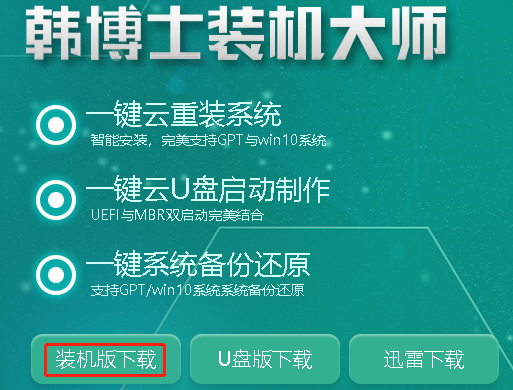 韩博士装机大师
一键云重装系统
智能安装，完美支持GPT与win10系统
一键云U盘启动制作
UEFI与MBR双启动完美结合
一键系统备份还原
支持GPT/win10系统系统备份还原
装机版下载
U盘版下载
迅雷下载